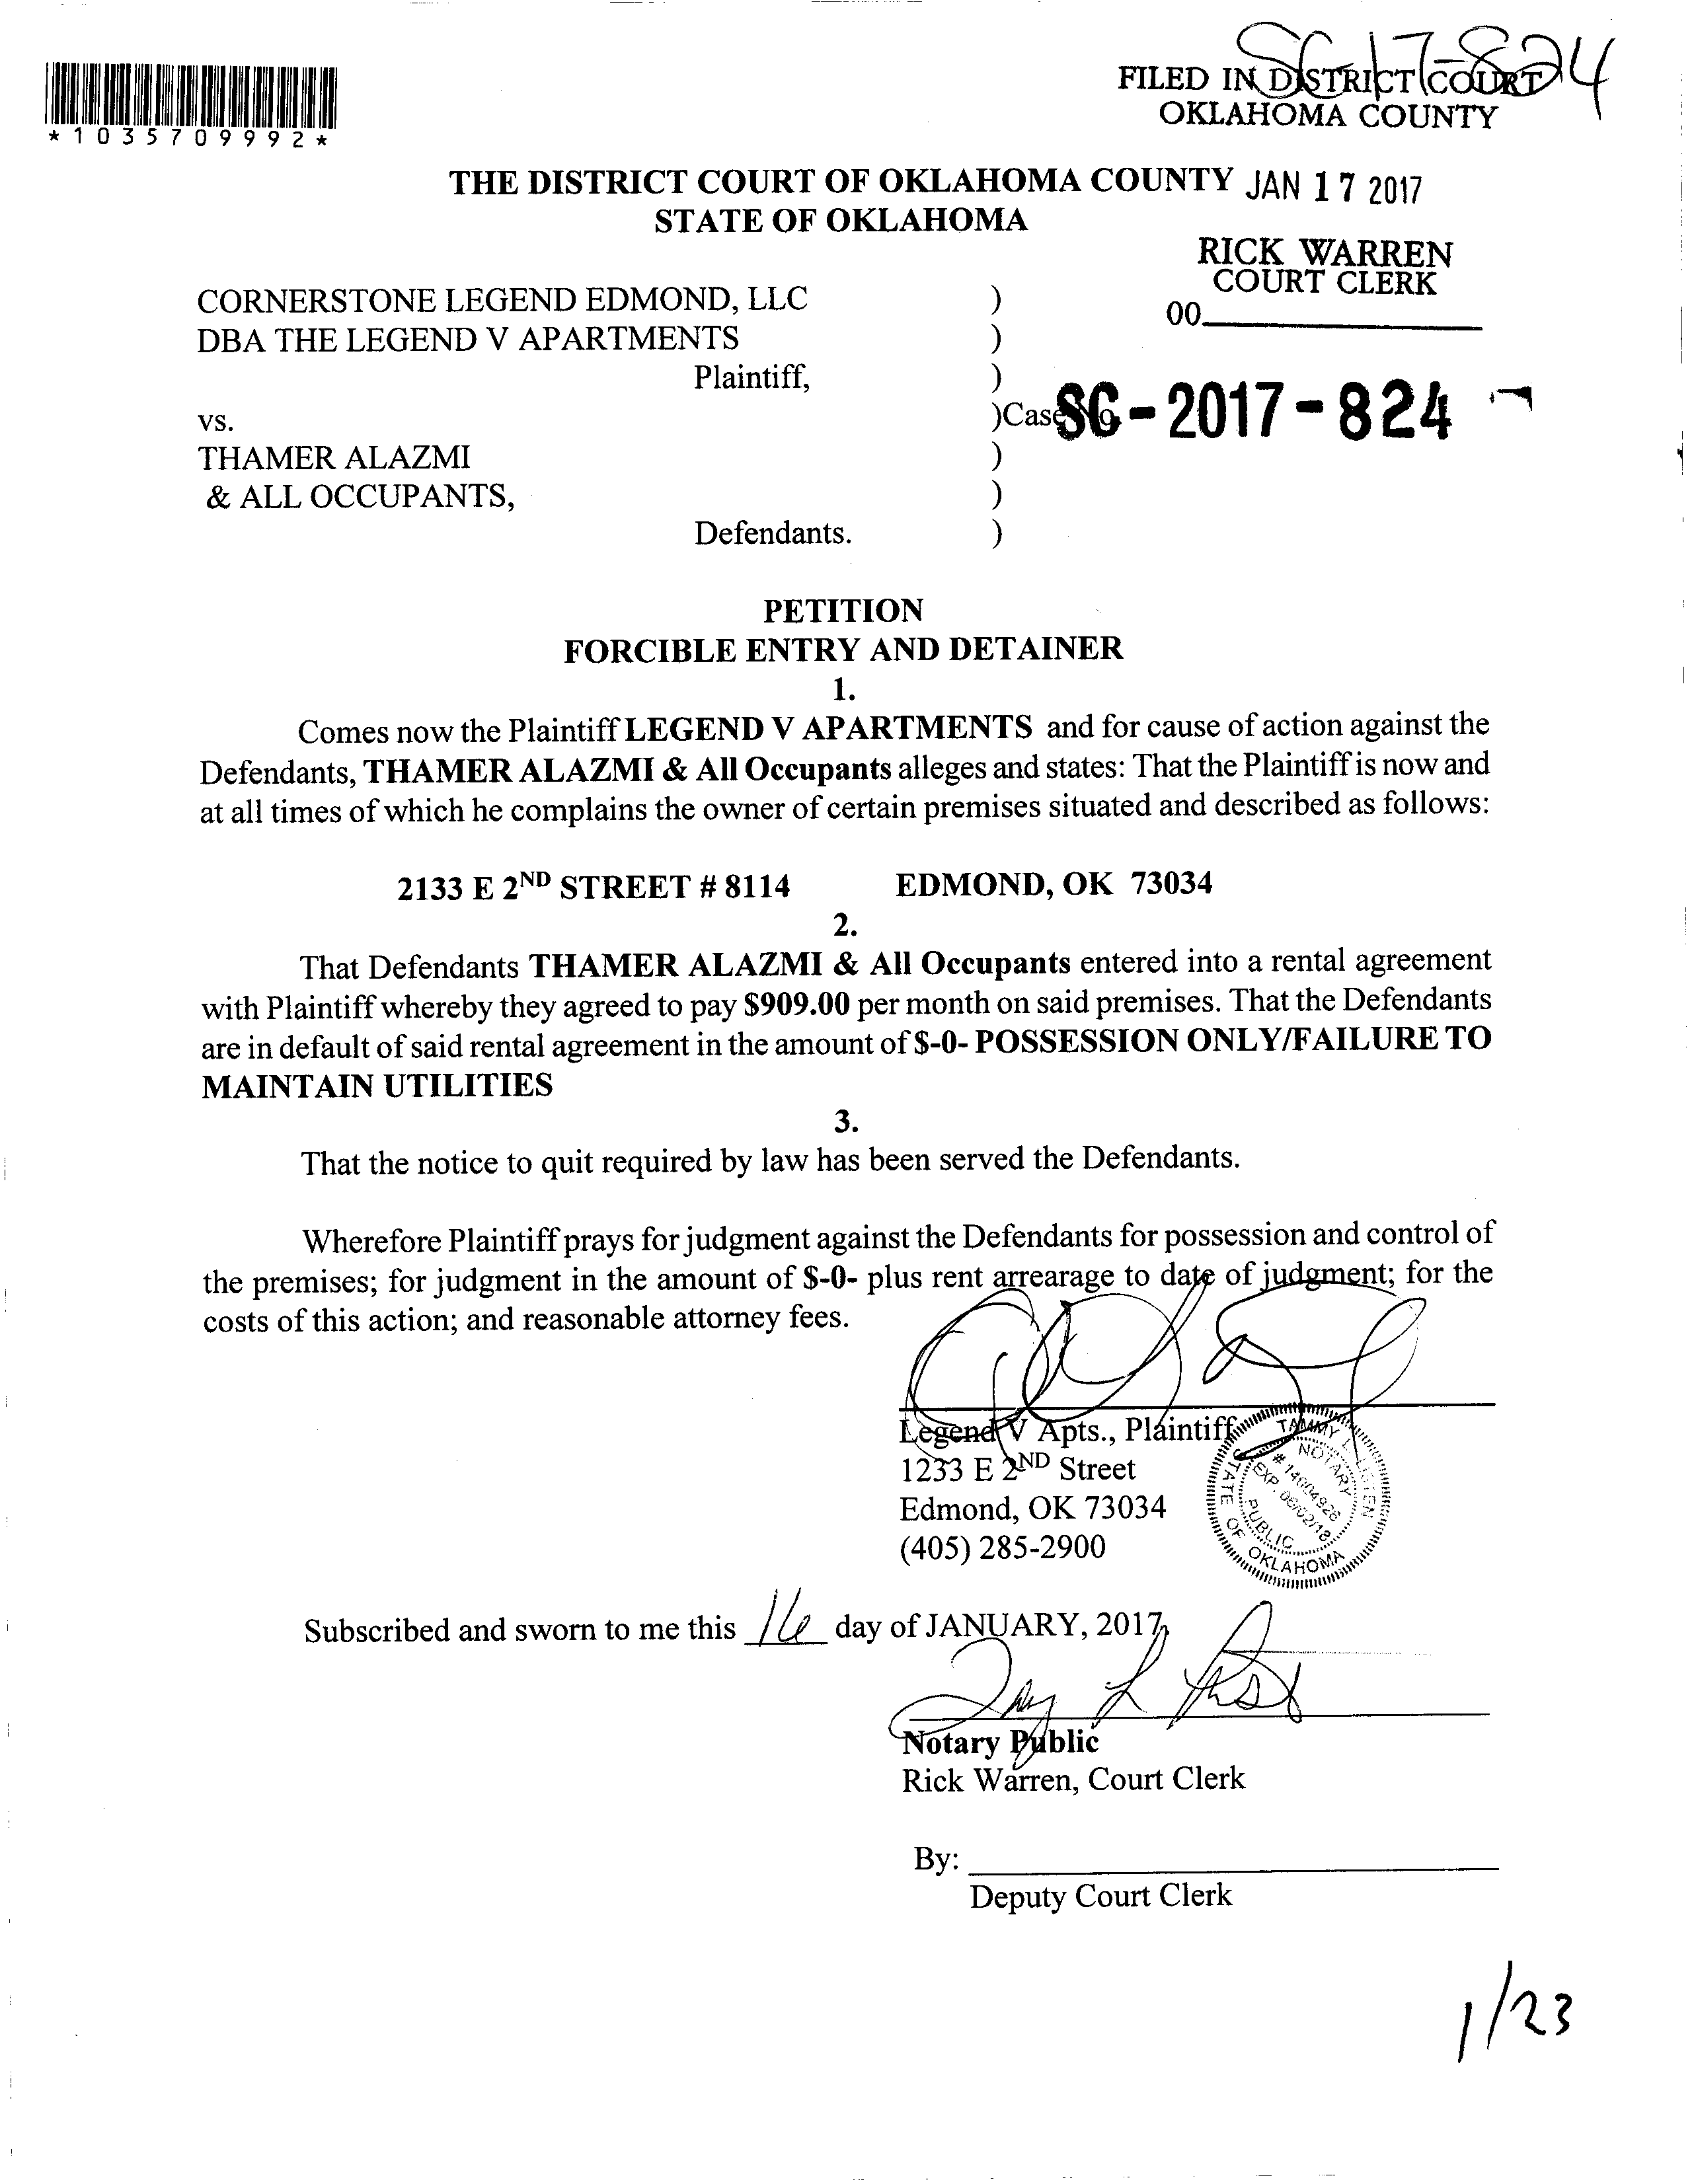 SC-17-824
FILED IN DISTRICT COURT
OKLAHOMA COUNTY
*1035709992*
THE DISTRICT COURT OF OKLAHOMA COUNTY JAN 17 2017
STATE OF OKLAHOMA
RICK WARREN
COURT CLERK
00
CORNERSTONE LEGEND EDMOND, LLC )
DBA THE LEGEND V APARTMENTS )
Plaintiff, )
vs. )Case No. SC-2017-824
THAMER ALAZMI )
& ALL OCCUPANTS, )
Defendants. )
PETITION
FORCIBLE ENTRY AND DETAINER
1.
Comes now the Plaintiff LEGEND V APARTMENTS and for cause of action against the
Defendants, THAMER ALAZMI & All Occupants alleges and states: That the Plaintiff is now and
at all times of which he complains the owner of certain premises situated and described as follows:
2133 E 2ND STREET # 8114 EDMOND, OK 73034
2.
That Defendants THAMER ALAZMI & All Occupants entered into a rental agreement
with Plaintiff whereby they agreed to pay $909.00 per month on said premises. That the Defendants
are in default of said rental agreement in the amount of $-0- POSSESSION ONLY/FAILURE TO
MAINTAIN UTILITIES
3.
That the notice to quit required by law has been served the Defendants.
Wherefore Plaintiff prays for judgment against the Defendants for possession and control of
the premises; for judgment in the amount of $-0- plus rent arrearage to date of judgment; for the
costs of this action; and reasonable attorney fees.
Legend V Apts., Plaintiff
1233 E 2ND Street
Edmond, OK 73034
(405) 285-2900
TAMMY L.
NOTARY
# 14004926
EXP. 06/02/18
PUBLIC
STATE OF OKLAHOMA
Subscribed and sworn to me this 16 day of JANUARY, 2017,
Notary Public
Rick Warren, Court Clerk
By:
Deputy Court Clerk
1/23